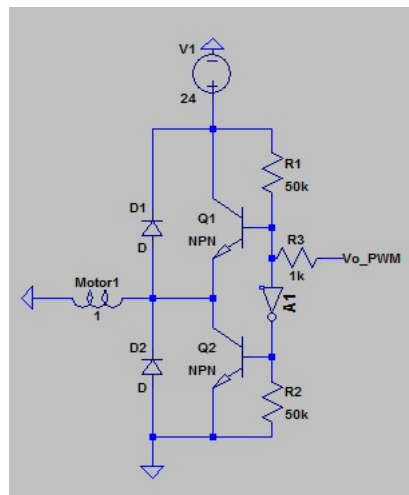 V1
+
24
R1
50k
D1
Q1
D
NPN
R3
Vo_PWM
1k
Motor1
1
A1
D2
Q2
D
NPN
R2
50k